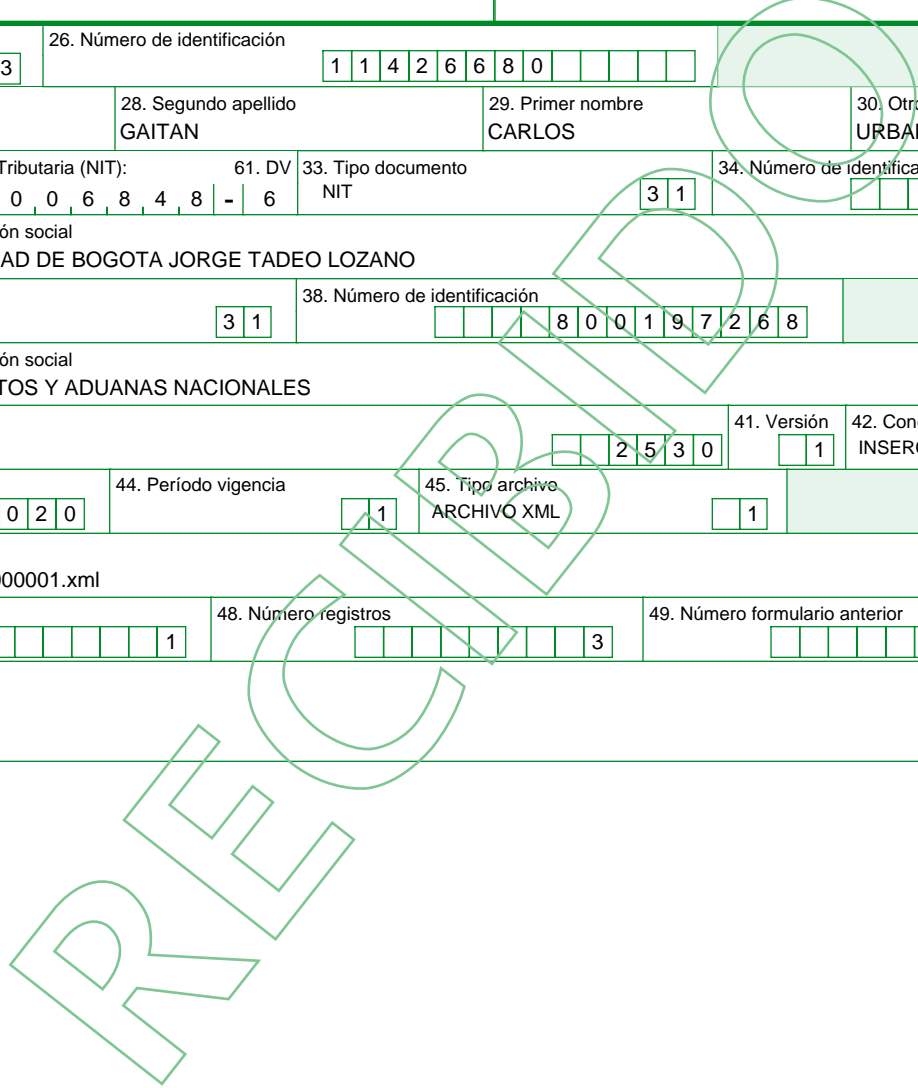 26. Número de identificación
3 1 1 4 2 6 6 8 0
28. Segundo apellido 29. Primer nombre 30. Otro
GAITAN CARLOS URBAN
Tributaria (NIT): 61. DV 33. Tipo documento 34. Número de identifica
0 0 6 8 4 8 - 6 NIT 3 1
ón social
AD DE BOGOTA JORGE TADEO LOZANO
38. Número de identificación
3 1 8 0 0 1 9 7 2 6 8
ón social
TOS Y ADUANAS NACIONALES
41. Versión 42. Con
2 5 3 0 1 INSERC
44. Período vigencia 45. Tipo archivo
0 2 0 1 ARCHIVO XML 1
000001.xml
48. Número registros 49. Número formulario anterior
1 3
RECIBIDO